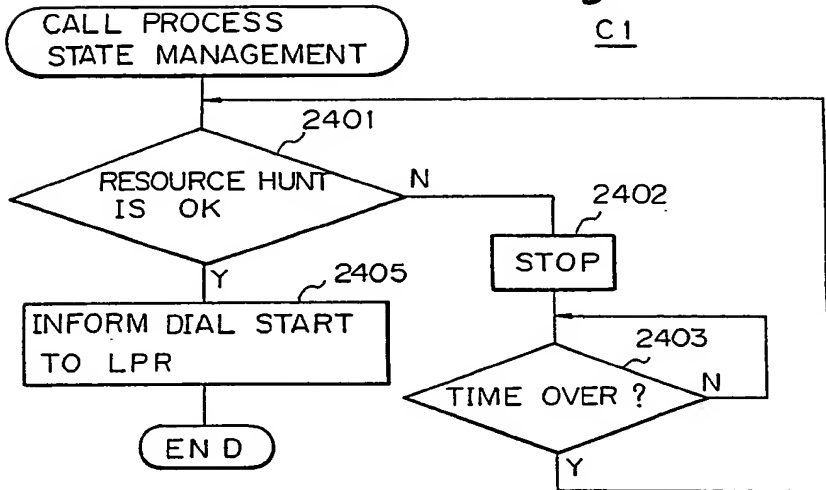 CALL PROCESS
STATE MANAGEMENT
C1
2401
RESOURCE HUNT
IS OK
N
2402
STOP
Y
2405
INFORM DIAL START
TO LPR
2403
TIME OVER?
N
END
Y